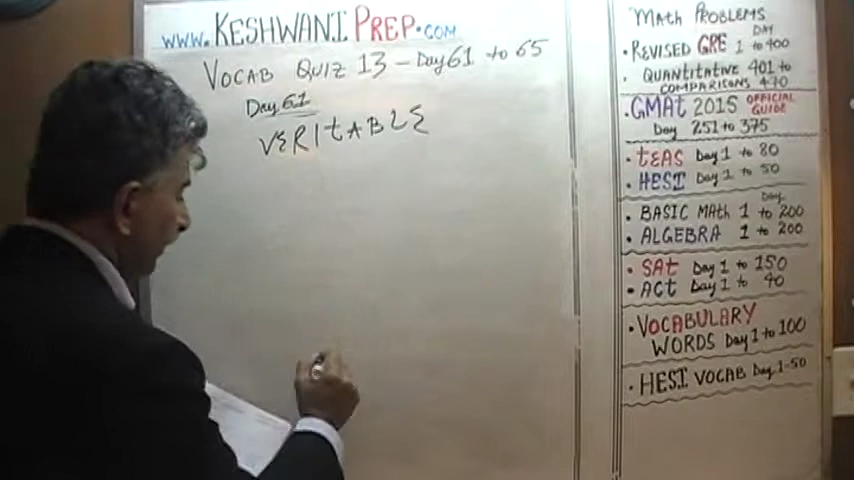 www.KESHWANIPREP.COM
VOCAB QUIZ 13 - Day 61 to 65
Day 61
VERITABLE
MATH PROBLEMS
DAY
• REVISED GRE 1 to 400
• QUANTITATIVE 401 to
COMPARISONS 470
• GMAt 2015 OFFICIAL GUIDE
Day 251 to 375
• tEAS Day 1 to 80
• HESI Day 1 to 50
Day
• BASIC MAth 1 to 200
• ALGEBRA 1 to 200
• SAt Day 1 to 150
• ACt Day 1 to 40
• VOCABULARY
WORDS Day 1 to 100
• HESI VOCAB Day 1-50